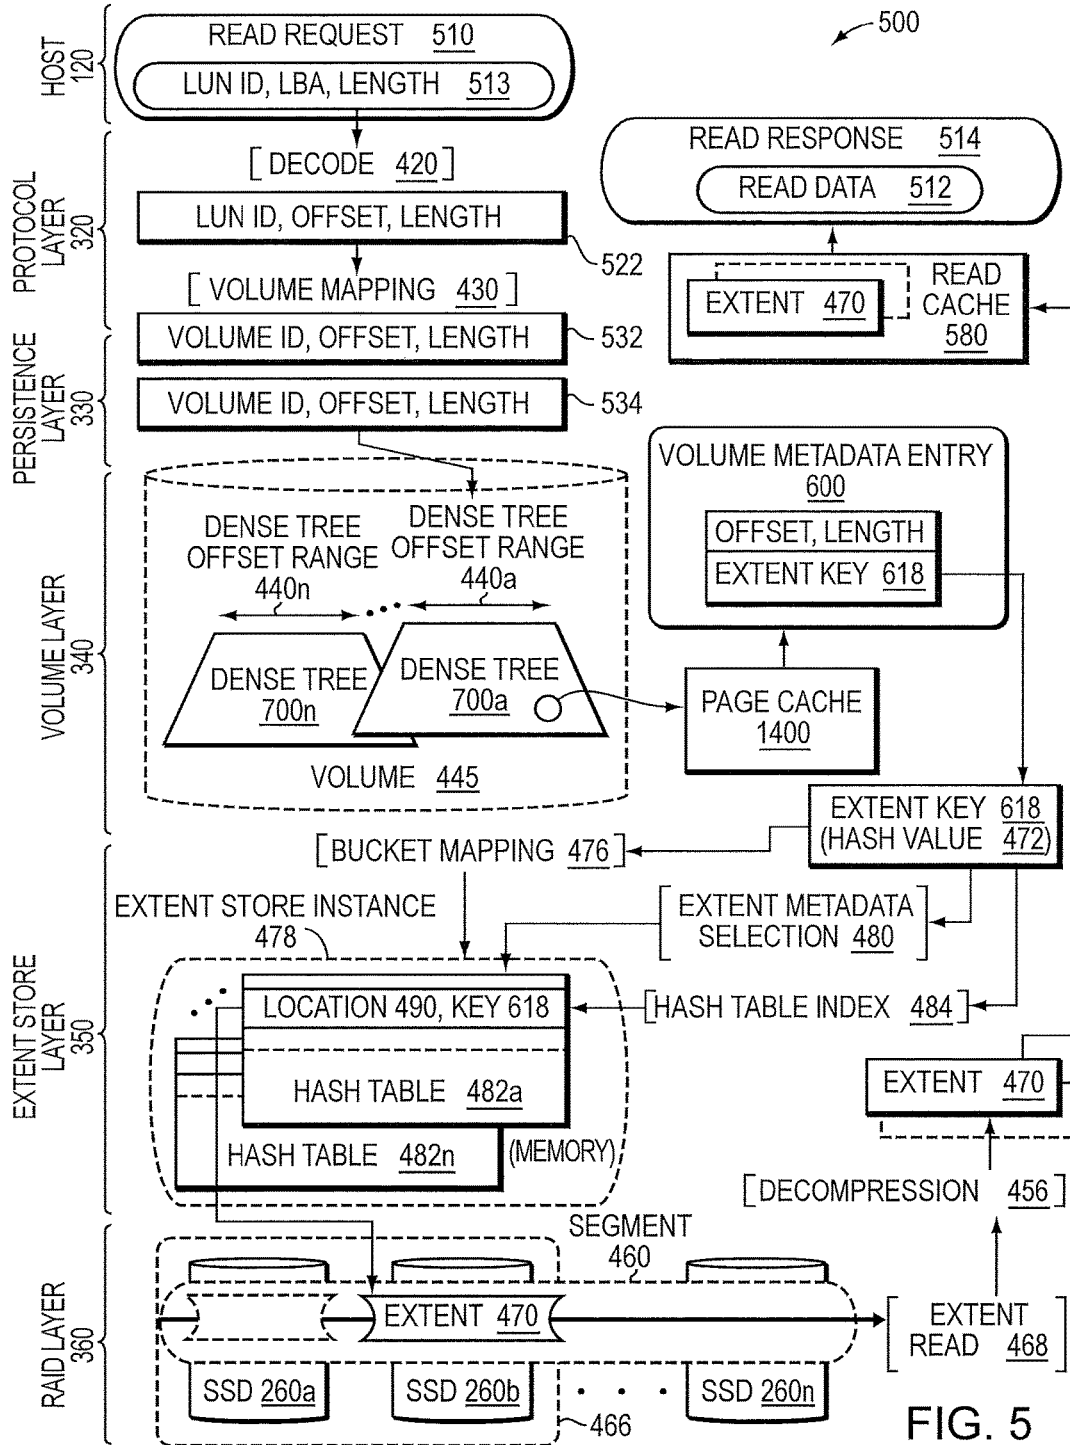 500
HOST
120
READ REQUEST 510
LUN ID, LBA, LENGTH 513
PROTOCOL
LAYER
320
[DECODE 420]
LUN ID, OFFSET, LENGTH
522
[VOLUME MAPPING 430]
VOLUME ID, OFFSET, LENGTH
532
READ RESPONSE 514
READ DATA 512
EXTENT 470
READ
CACHE
580
PERSISTENCE
LAYER
330
VOLUME ID, OFFSET, LENGTH
534
VOLUME LAYER
340
DENSE TREE
OFFSET RANGE
440n
DENSE TREE
OFFSET RANGE
440a
DENSE TREE
700n
DENSE TREE
700a
VOLUME 445
VOLUME METADATA ENTRY
600
OFFSET, LENGTH
EXTENT KEY 618
PAGE CACHE
1400
EXTENT KEY 618
(HASH VALUE 472)
EXTENT STORE
LAYER
350
[BUCKET MAPPING 476]
EXTENT STORE INSTANCE
478
[EXTENT METADATA
SELECTION 480]
LOCATION 490, KEY 618
[HASH TABLE INDEX 484]
HASH TABLE 482a
HASH TABLE 482n
(MEMORY)
EXTENT 470
[DECOMPRESSION 456]
RAID LAYER
360
SEGMENT
460
EXTENT 470
[EXTENT
READ 468]
SSD 260a
SSD 260b
. . .
SSD 260n
466
FIG. 5